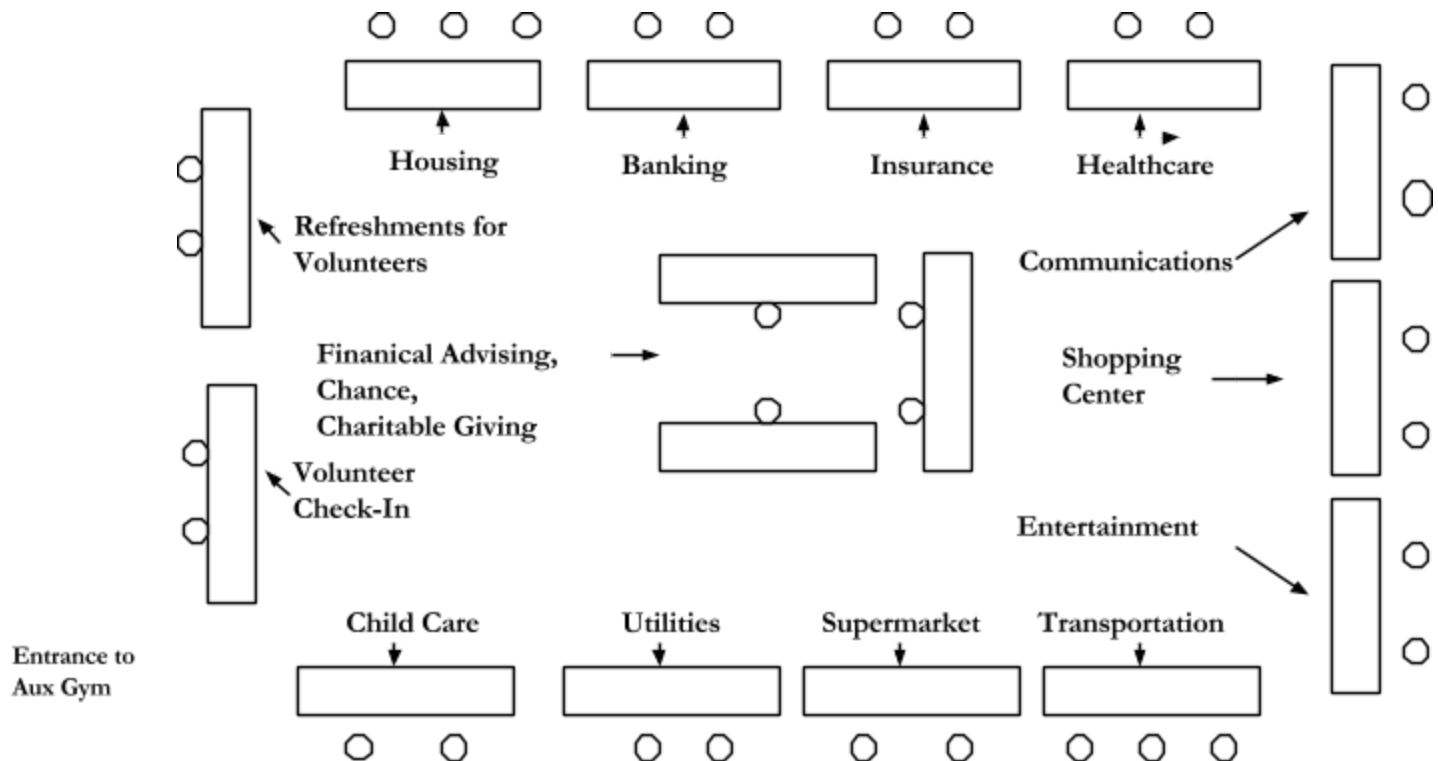 Housing
Banking
Insurance
Healthcare
Refreshments for
Volunteers
Communications
Finanical Advising,
Chance,
Charitable Giving
Shopping
Center
Volunteer
Check-In
Entertainment
Child Care
Utilities
Supermarket
Transportation
Entrance to
Aux Gym